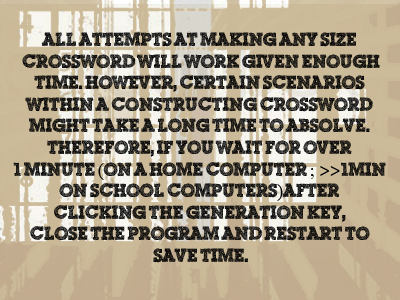 ALL ATTEMPTS AT MAKING ANY SIZE
CROSSWORD WILL WORK GIVEN ENOUGH
TIME. HOWEVER, CERTAIN SCENARIOS
WITHIN A CONSTRUCTING CROSSWORD
MIGHT TAKE A LONG TIME TO ABSOLVE.
THEREFORE, IF YOU WAIT FOR OVER
1 MINUTE (ON A HOME COMPUTER ; >>1MIN
ON SCHOOL COMPUTERS)AFTER
CLICKING THE GENERATION KEY,
CLOSE THE PROGRAM AND RESTART TO
SAVE TIME.